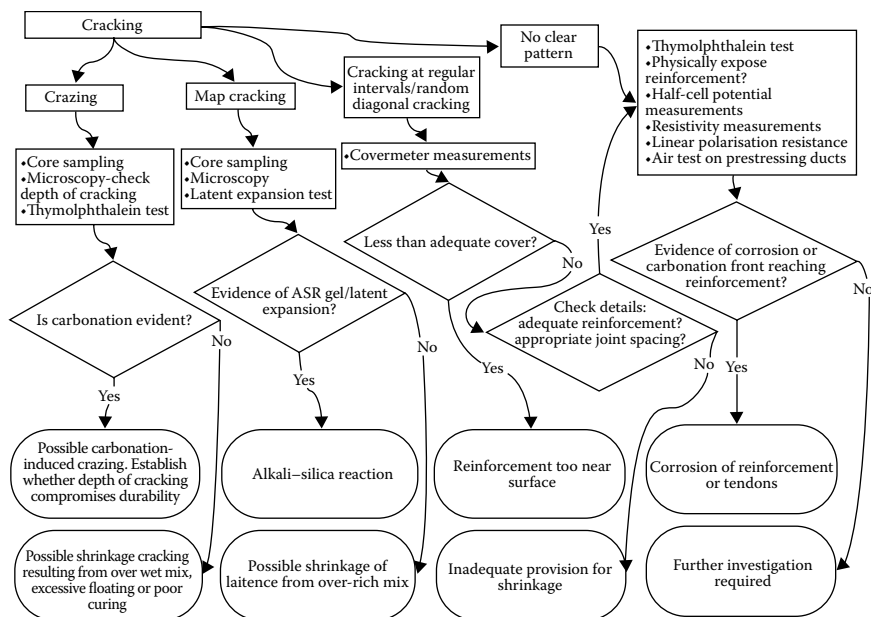 Cracking
No clear
pattern
Crazing
Map cracking
Cracking at regular
intervals/random
diagonal cracking
•Thymolphthalein test
•Physically expose
reinforcement?
•Half-cell potential
measurements
•Resistivity measurements
•Linear polarisation resistance
•Air test on prestressing ducts
•Core sampling
•Microscopy-check
depth of cracking
•Thymolphthalein test
•Core sampling
•Microscopy
•Latent expansion test
•Covermeter measurements
Less than adequate cover?
No
Yes
Evidence of corrosion or
carbonation front reaching
reinforcement?
No
Yes
Is carbonation evident?
No
Yes
Evidence of ASR gel/latent
expansion?
No
Yes
Check details:
adequate reinforcement?
appropriate joint spacing?
Yes
No
Possible carbonation-
induced crazing. Establish
whether depth of cracking
compromises durability
Alkali–silica reaction
Reinforcement too near
surface
Corrosion of reinforcement
or tendons
Possible shrinkage cracking
resulting from over wet mix,
excessive floating or poor
curing
Possible shrinkage of
laitence from over-rich mix
Inadequate provision for
shrinkage
Further investigation
required